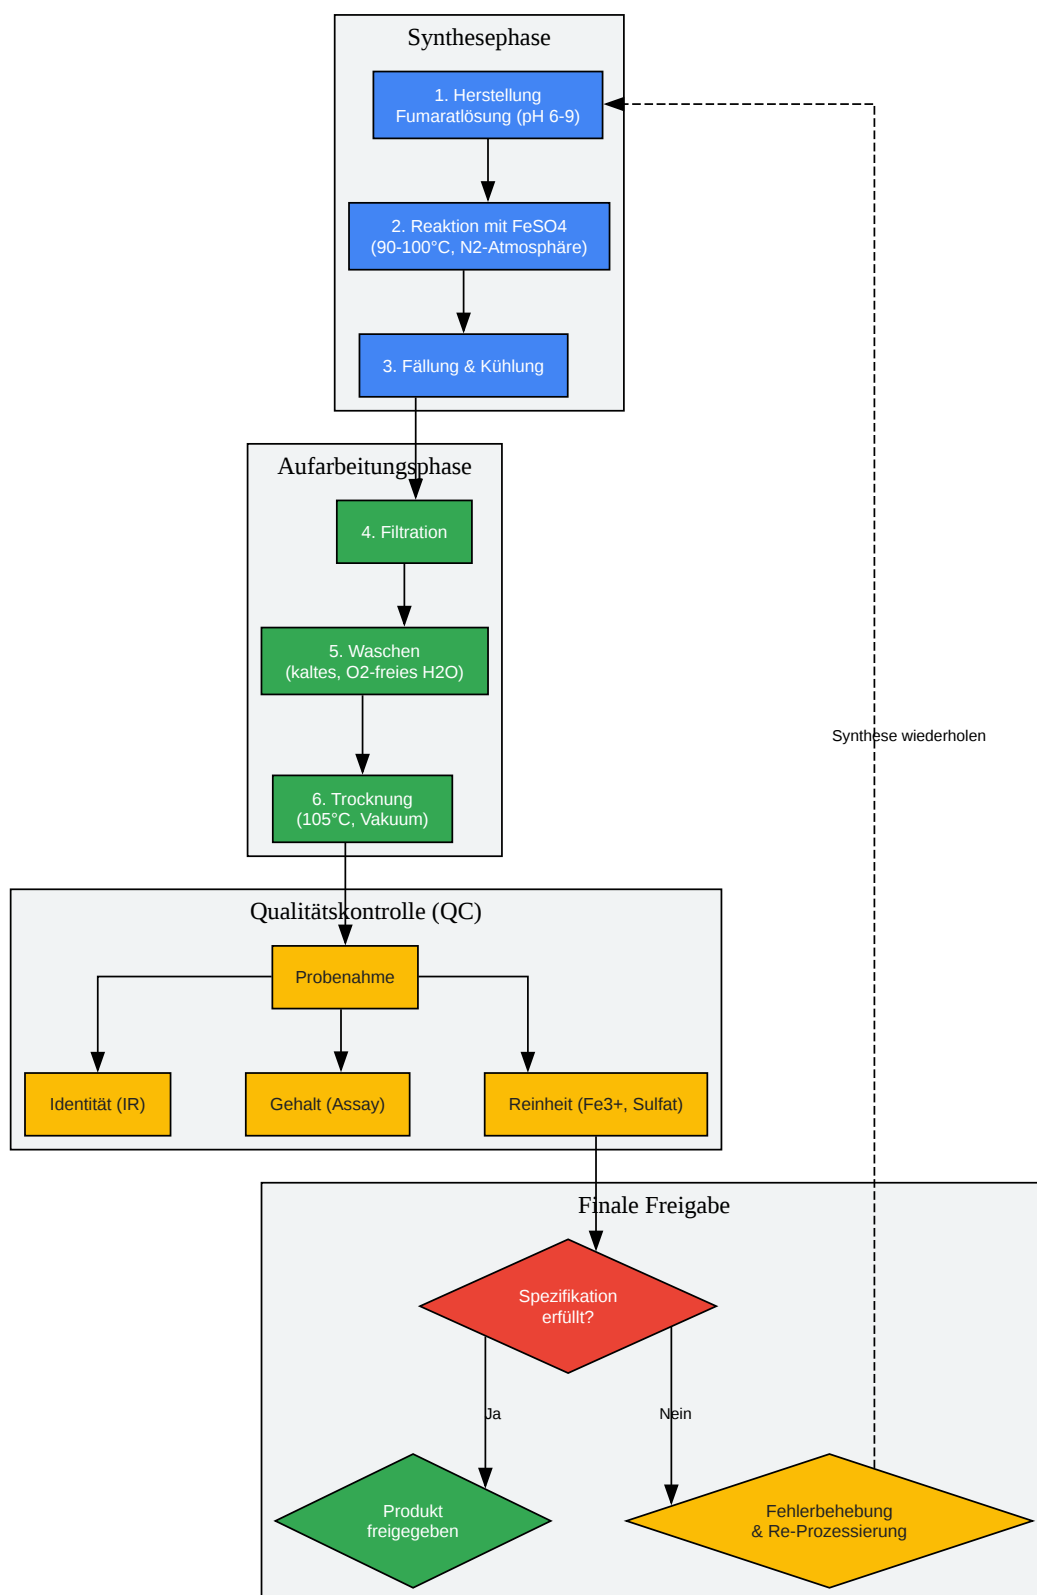 Synthesephase
1. Herstellung
Fumaratlösung (pH 6-9)
2. Reaktion mit FeSO4
(90-100°C, N2-Atmosphäre)
3. Fällung & Kühlung
Aufarbeitungsphase
4. Filtration
5. Waschen
(kaltes, O2-freies H2O)
Synthese wiederholen
6. Trocknung
(105°C, Vakuum)
Qualitätskontrolle (QC)
Probenahme
Identität (IR)
Gehalt (Assay)
Reinheit (Fe3+, Sulfat)
Finale Freigabe
Spezifikation
erfüllt?
Ja
Nein
Produkt
freigegeben
Fehlerbehebung
& Re-Prozessierung